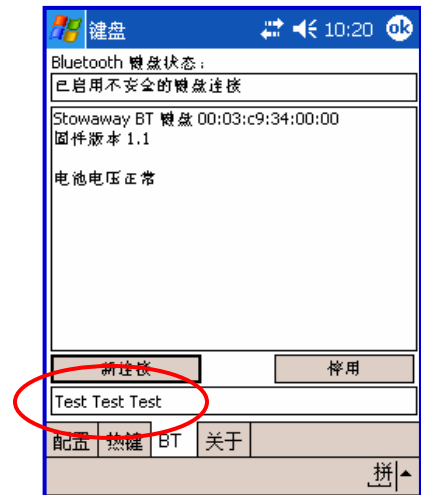 键盘 10:20 ok
Bluetooth 键盘状态：
已启用不安全的键盘连接
Stowaway BT 键盘 00:03:c9:34:00:00
固件版本 1.1
电池电压正常
新连接 停用
Test Test Test
配置 热键 BT 关于
拼